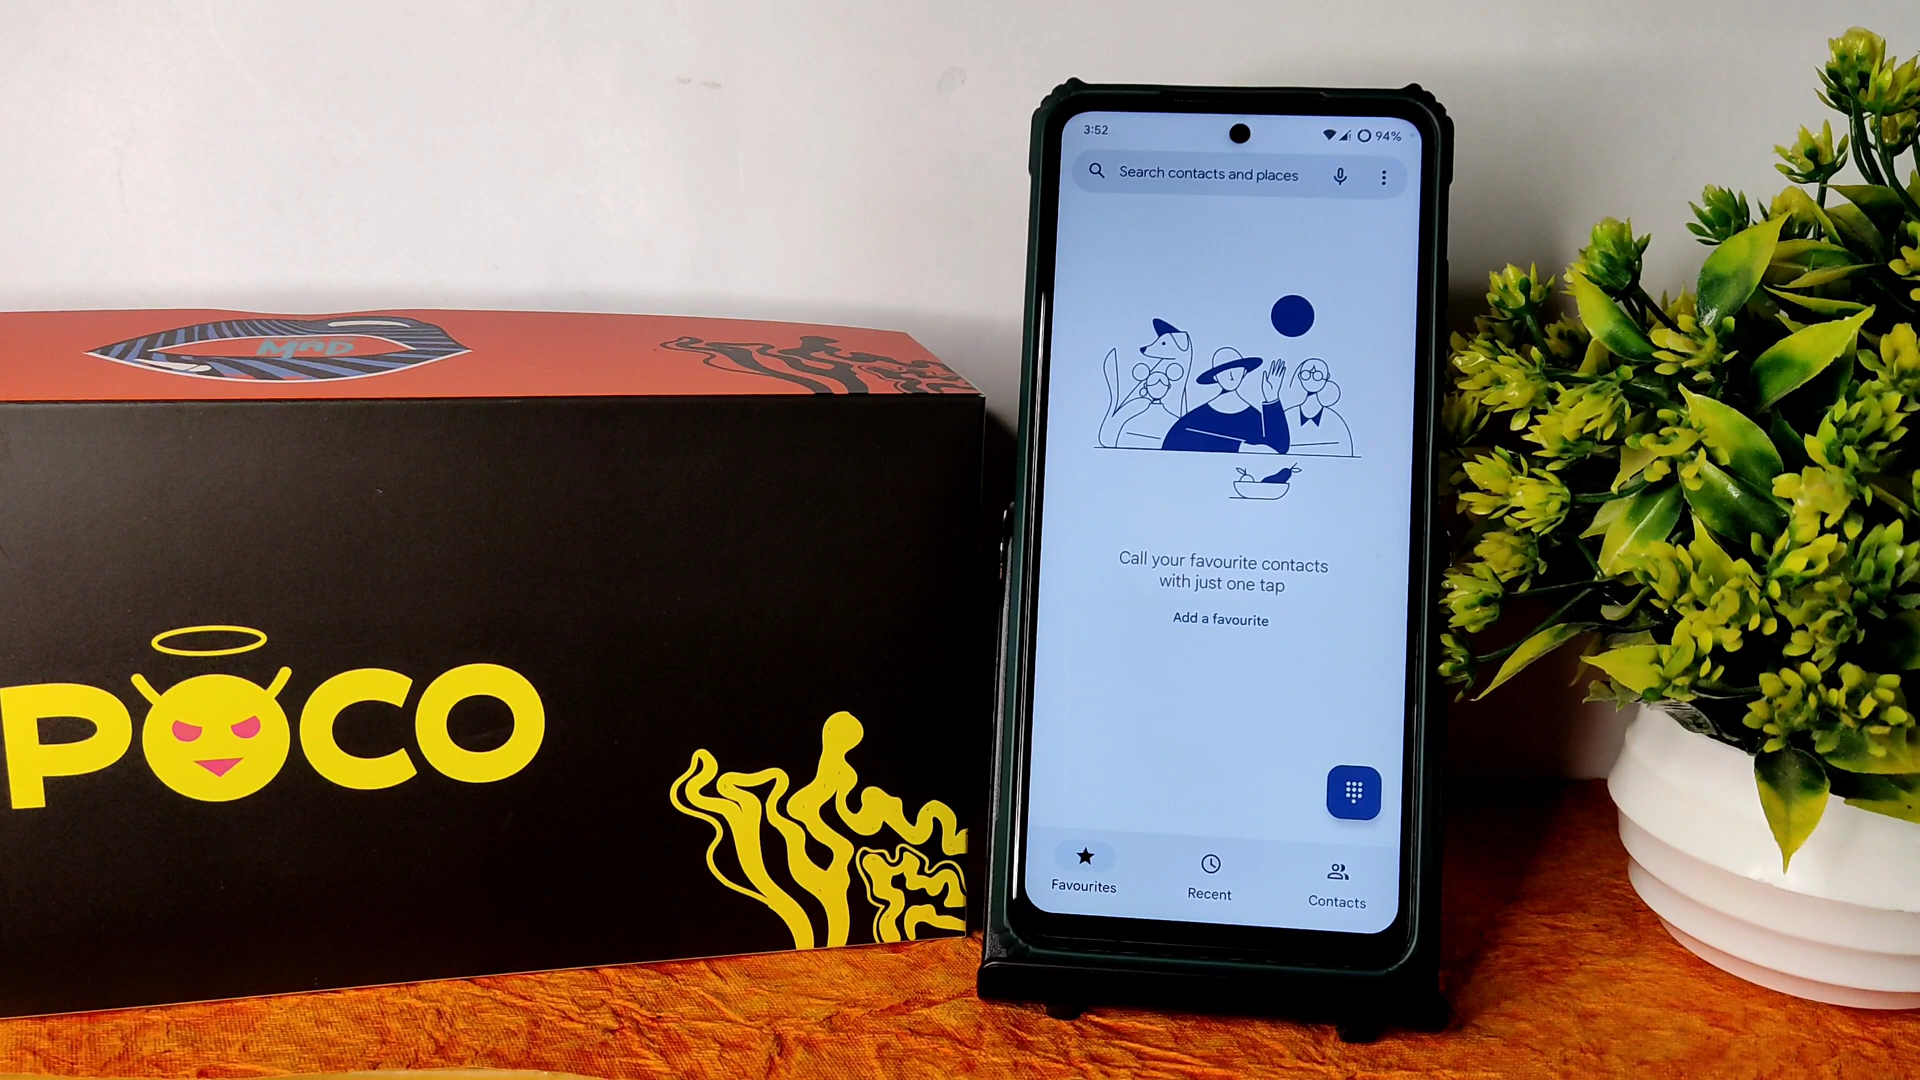 MAD
POCO
3:52
94%
Search contacts and places
Call your favourite contacts
with just one tap
Add a favourite
Favourites
Recent
Contacts